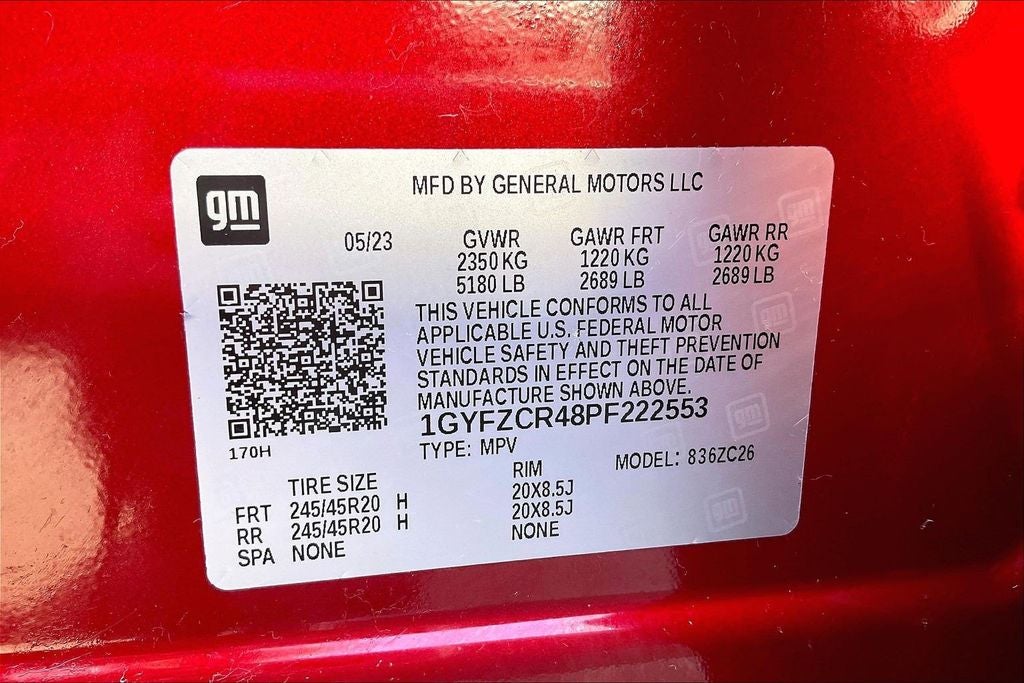 gm
MFD BY GENERAL MOTORS LLC
05/23
GVWR GAWR FRT GAWR RR
2350 KG 1220 KG 1220 KG
5180 LB 2689 LB 2689 LB
THIS VEHICLE CONFORMS TO ALL
APPLICABLE U.S. FEDERAL MOTOR
VEHICLE SAFETY AND THEFT PREVENTION
STANDARDS IN EFFECT ON THE DATE OF
MANUFACTURE SHOWN ABOVE.
1GYFZCR48PF222553
170H
TYPE: MPV MODEL: 836ZC26
TIRE SIZE RIM
FRT 245/45R20 H 20X8.5J
RR 245/45R20 H 20X8.5J
SPA NONE NONE